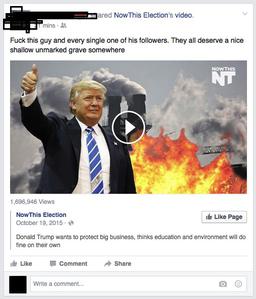 ared NowThis Election's video.
mins ·
Fuck this guy and every single one of his followers. They all deserve a nice
shallow unmarked grave somewhere
NOWTHIS
NT
1,696,946 Views
NowThis Election
October 19, 2015 ·
Like Page
Donald Trump wants to protect big business, thinks education and environment will do
fine on their own
Like Comment Share
Write a comment...